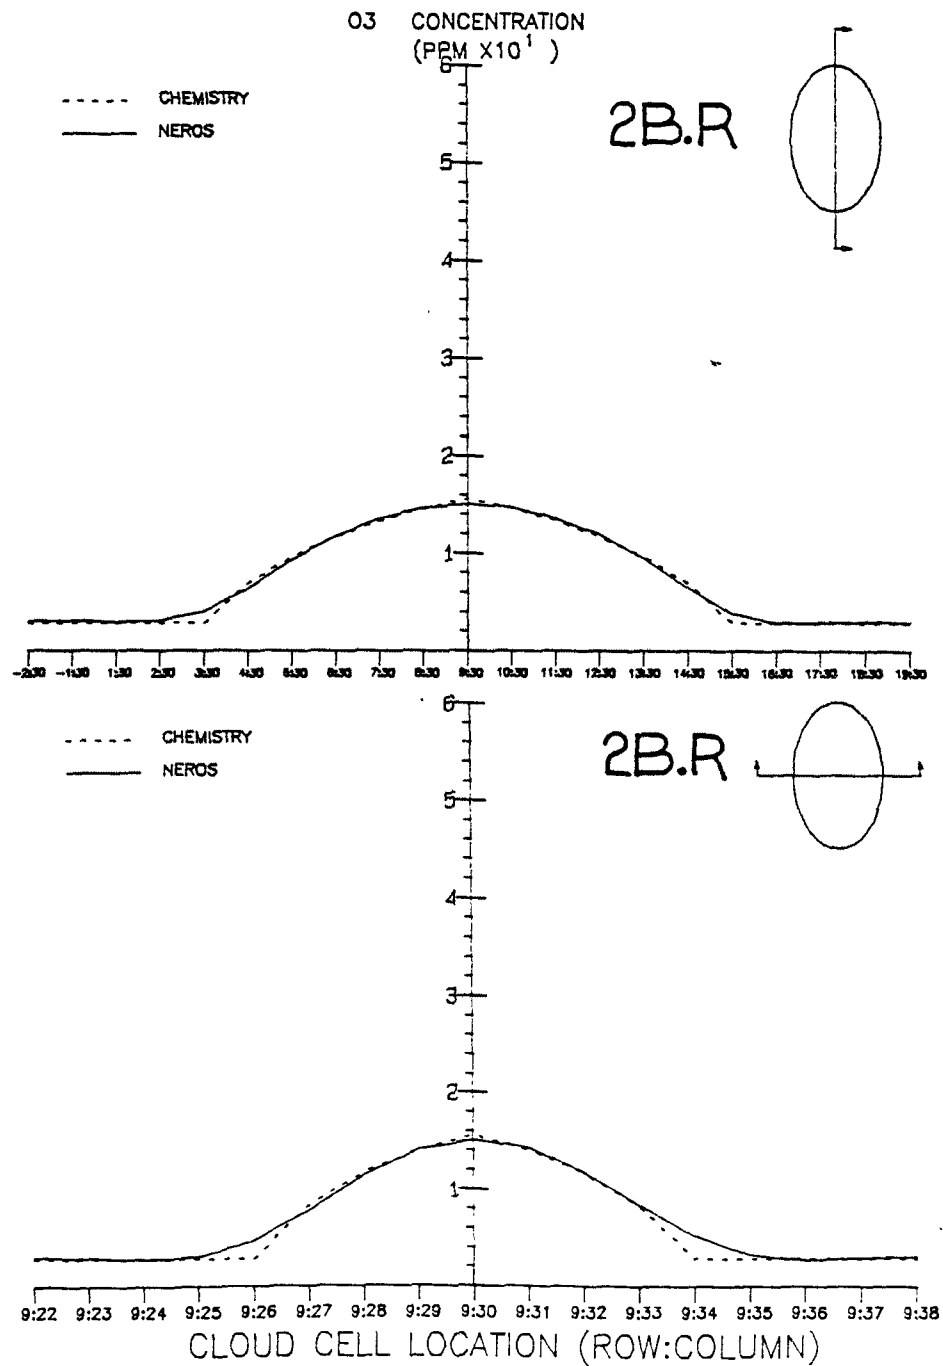 O3 CONCENTRATION
(PPM X10¹ )
CHEMISTRY
NEROS
2B.R
6
5
4
3
2
1
-2:30 -1:30 1:30 2:30 3:30 4:30 5:30 6:30 7:30 8:30 9:30 10:30 11:30 12:30 13:30 14:30 15:30 16:30 17:30 18:30 19:30
CHEMISTRY
NEROS
2B.R
6
5
4
3
2
1
9:22 9:23 9:24 9:25 9:26 9:27 9:28 9:29 9:30 9:31 9:32 9:33 9:34 9:35 9:36 9:37 9:38
CLOUD CELL LOCATION (ROW:COLUMN)